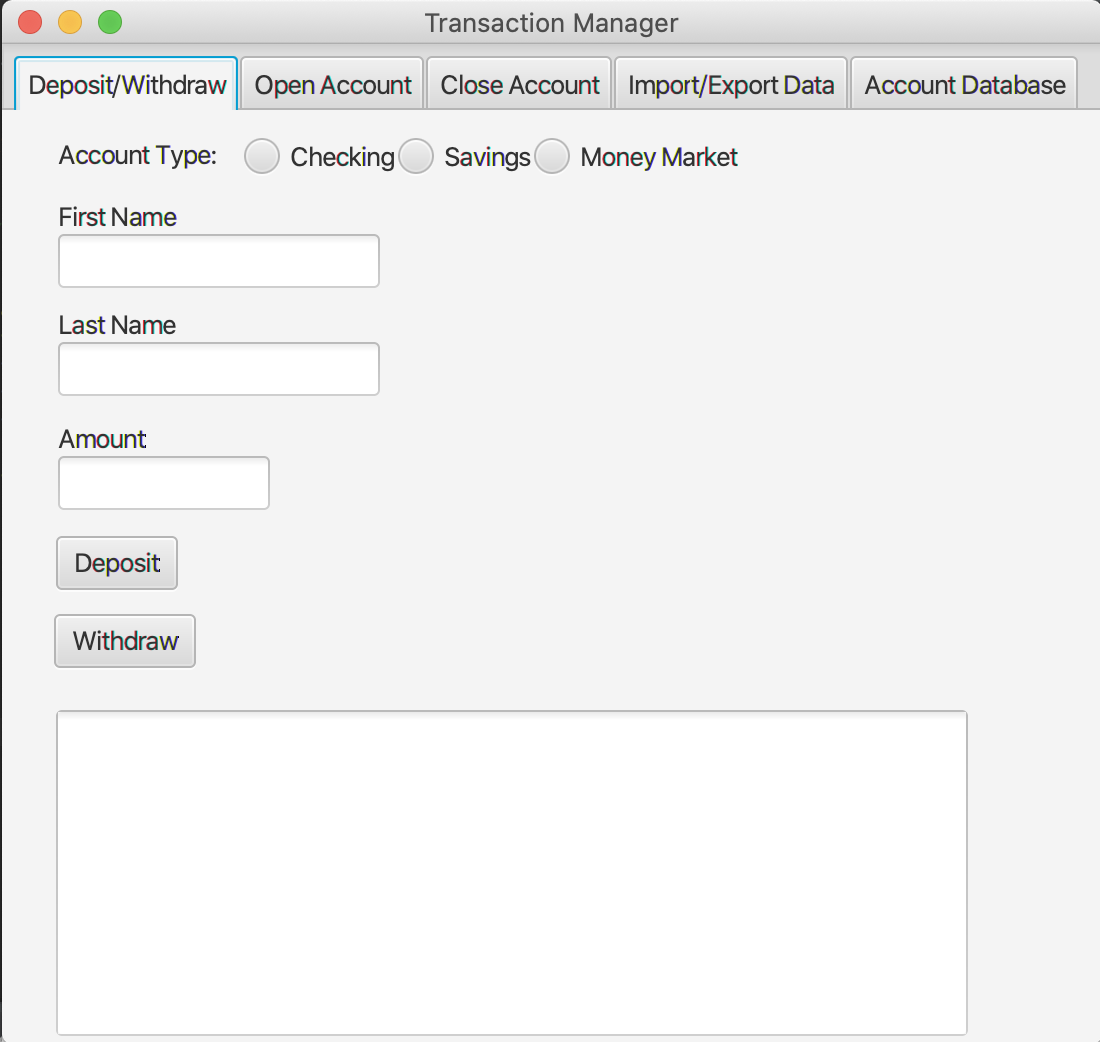 Transaction Manager
Deposit/Withdraw Open Account Close Account Import/Export Data Account Database
Account Type: Checking Savings Money Market
First Name
Last Name
Amount
Deposit
Withdraw